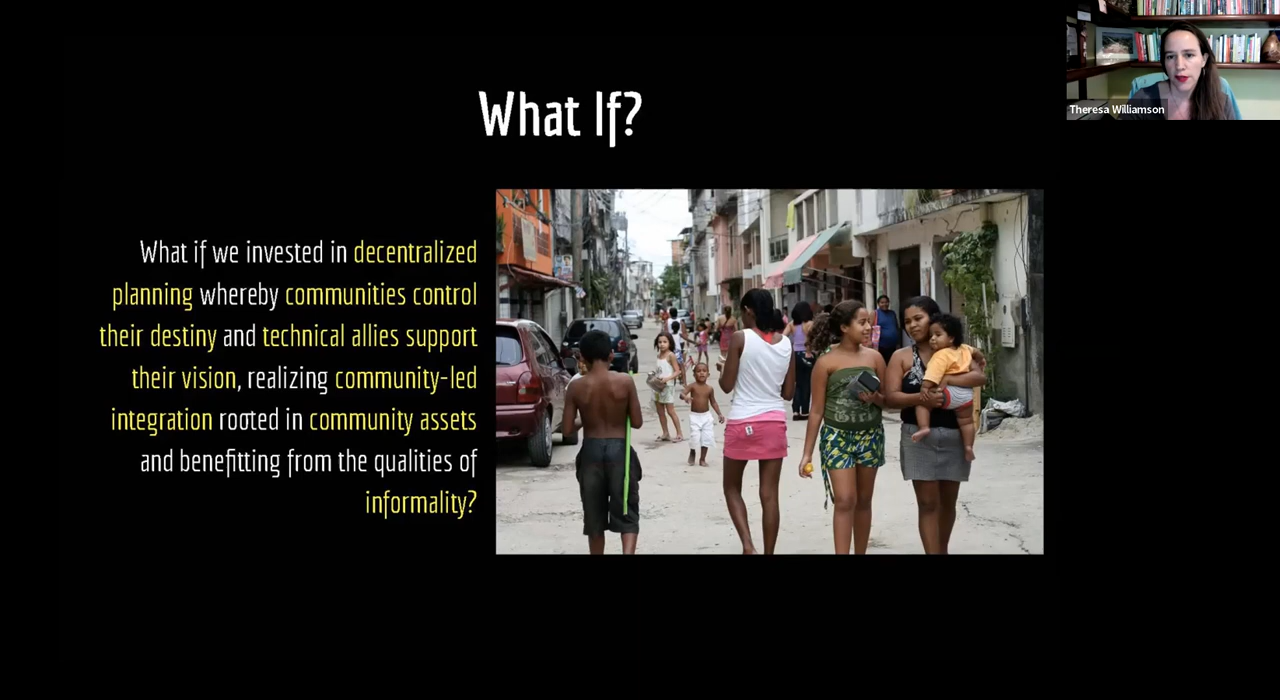 What If?
What if we invested in decentralized
planning whereby communities control
their destiny and technical allies support
their vision, realizing community-led
integration rooted in community assets
and benefitting from the qualities of
informality?
Theresa Williamson